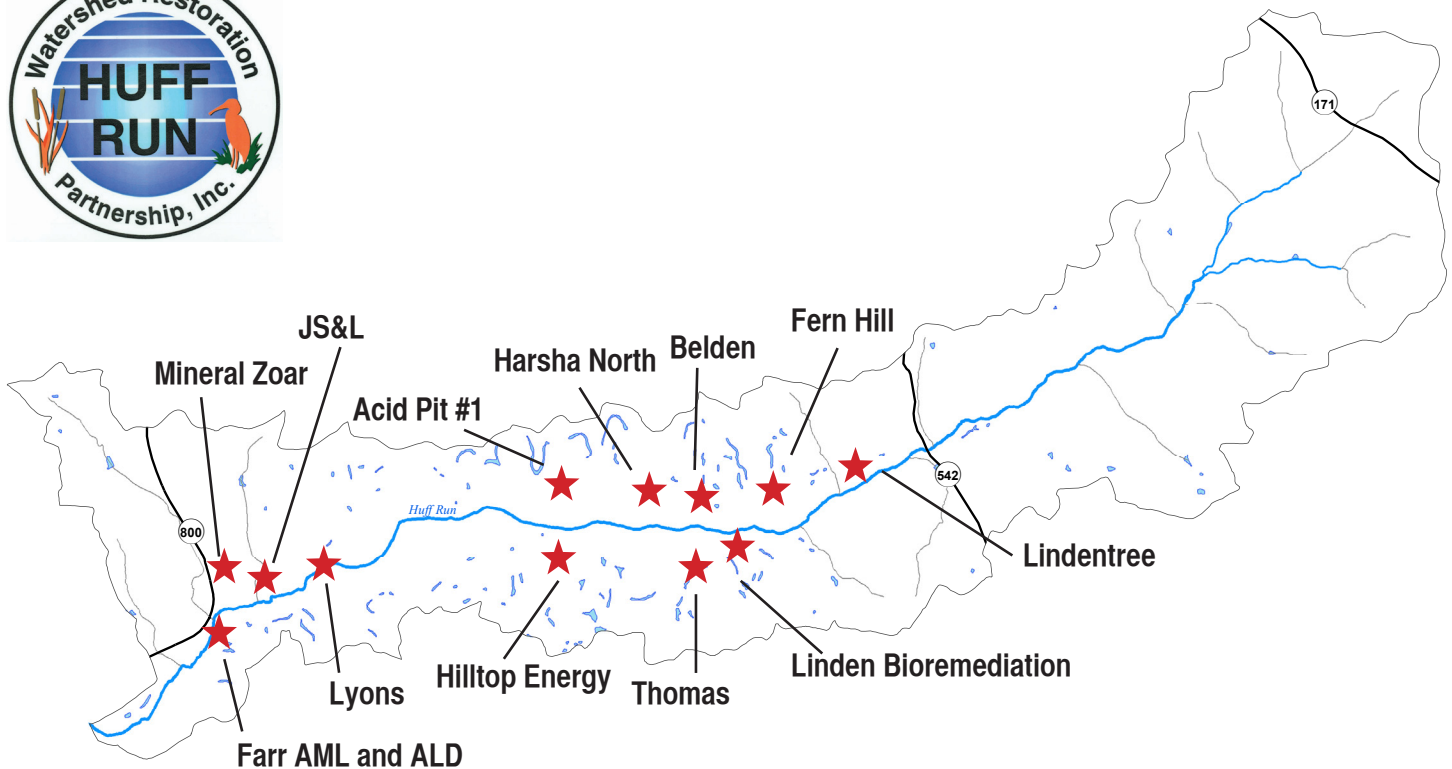 Watershed Restoration
HUFF
RUN
Partnership, Inc.
171
JS&L
Fern Hill
Belden
Harsha North
Mineral Zoar
Acid Pit #1
542
Huff Run
800
Lindentree
Linden Bioremediation
Hilltop Energy
Thomas
Lyons
Farr AML and ALD